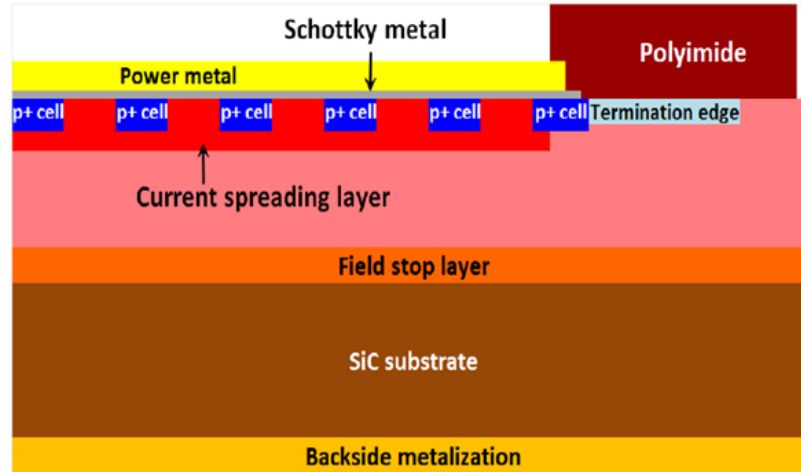 Schottky metal
Polyimide
Power metal
p+ cell p+ cell p+ cell p+ cell p+ cell p+ cell Termination edge
Current spreading layer
Field stop layer
SiC substrate
Backside metalization